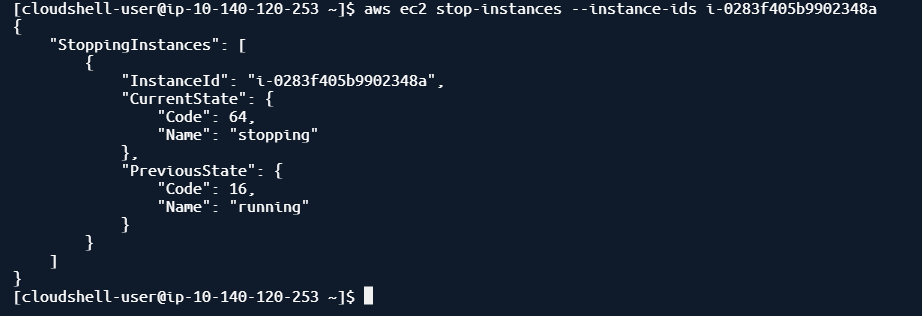 [cloudshell-user@ip-10-140-120-253 ~]$ aws ec2 stop-instances --instance-ids i-0283f405b9902348a
{
    "StoppingInstances": [
        {
            "InstanceId": "i-0283f405b9902348a",
            "CurrentState": {
                "Code": 64,
                "Name": "stopping"
            },
            "PreviousState": {
                "Code": 16,
                "Name": "running"
            }
        }
    ]
}
[cloudshell-user@ip-10-140-120-253 ~]$